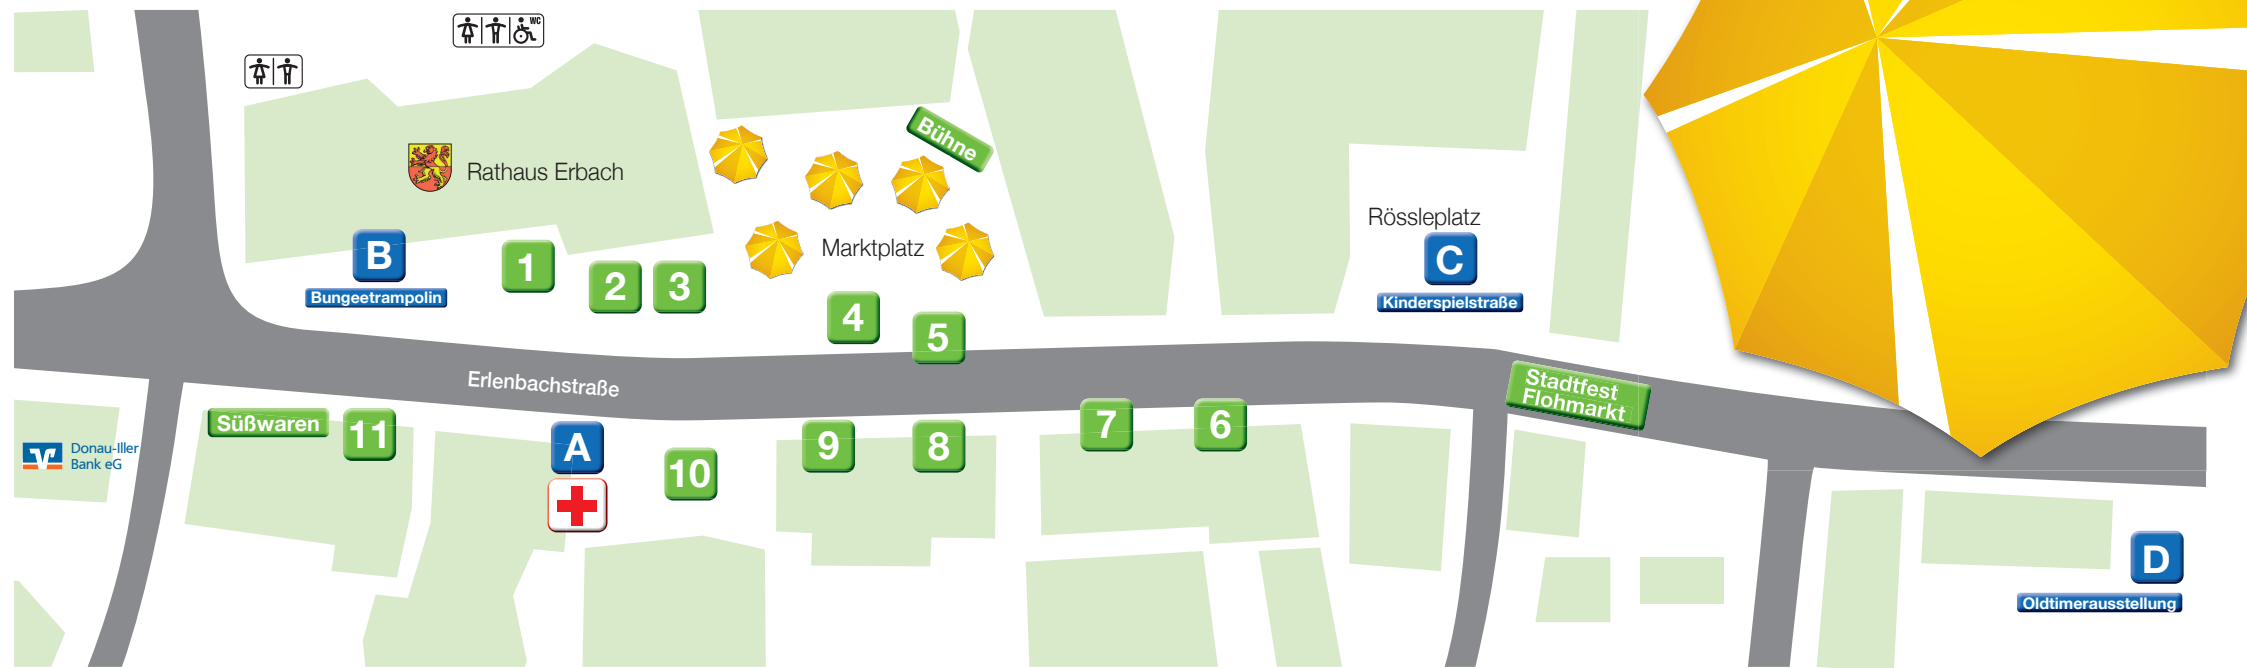 WC
Bühne
Rathaus Erbach
Rössleplatz
Marktplatz
B
Bungeetrampolin
1
2
3
4
5
C
Kinderspielstraße
Erlenbachstraße
Stadtfest
Flohmarkt
Süßwaren
11
A
10
9
8
7
6
Donau-Iller
Bank eG
D
Oldtimerausstellung